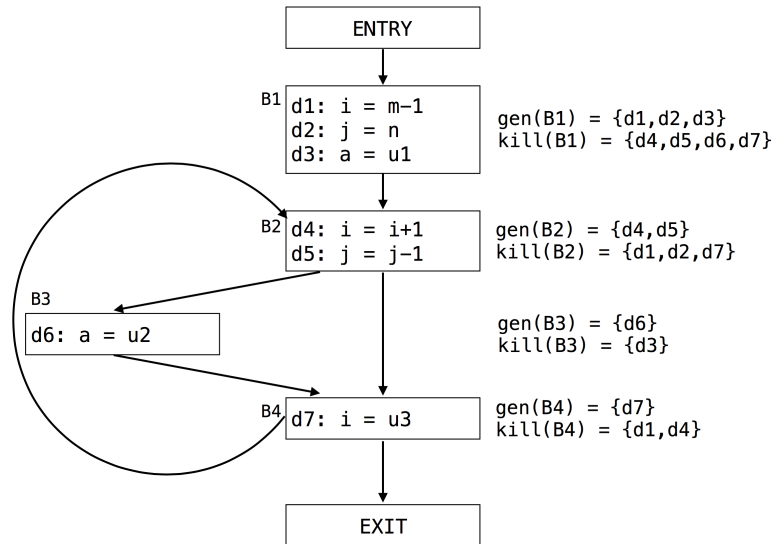 ENTRY
B1
d1: i = m-1
d2: j = n
d3: a = u1
gen(B1) = {d1,d2,d3}
kill(B1) = {d4,d5,d6,d7}
B2
d4: i = i+1
d5: j = j-1
gen(B2) = {d4,d5}
kill(B2) = {d1,d2,d7}
B3
d6: a = u2
gen(B3) = {d6}
kill(B3) = {d3}
B4
d7: i = u3
gen(B4) = {d7}
kill(B4) = {d1,d4}
EXIT